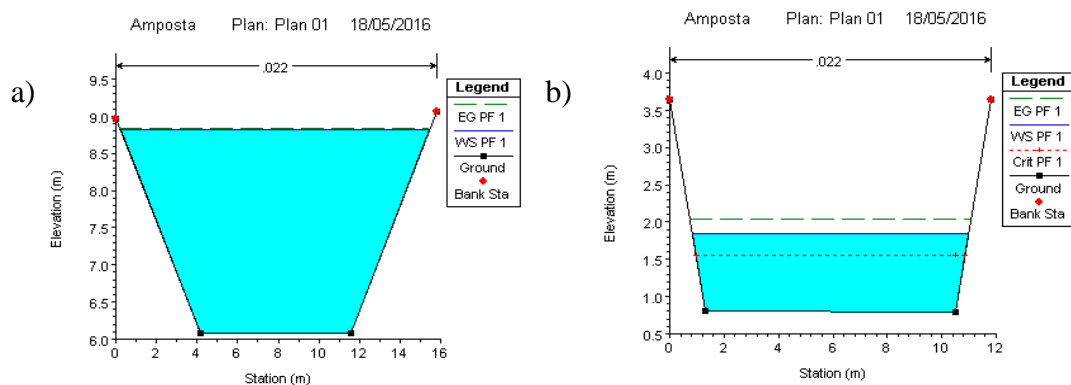 a)
Amposta Plan: Plan 01 18/05/2016
.022
Legend
EG PF 1
WS PF 1
Ground
Bank Sta
Elevation (m)
9.5
9.0
8.5
8.0
7.5
7.0
6.5
6.0
0 2 4 6 8 10 12 14 16
Station (m)
b)
Amposta Plan: Plan 01 18/05/2016
.022
Legend
EG PF 1
WS PF 1
Crit PF 1
Ground
Bank Sta
Elevation (m)
4.0
3.5
3.0
2.5
2.0
1.5
1.0
0.5
0 2 4 6 8 10 12
Station (m)